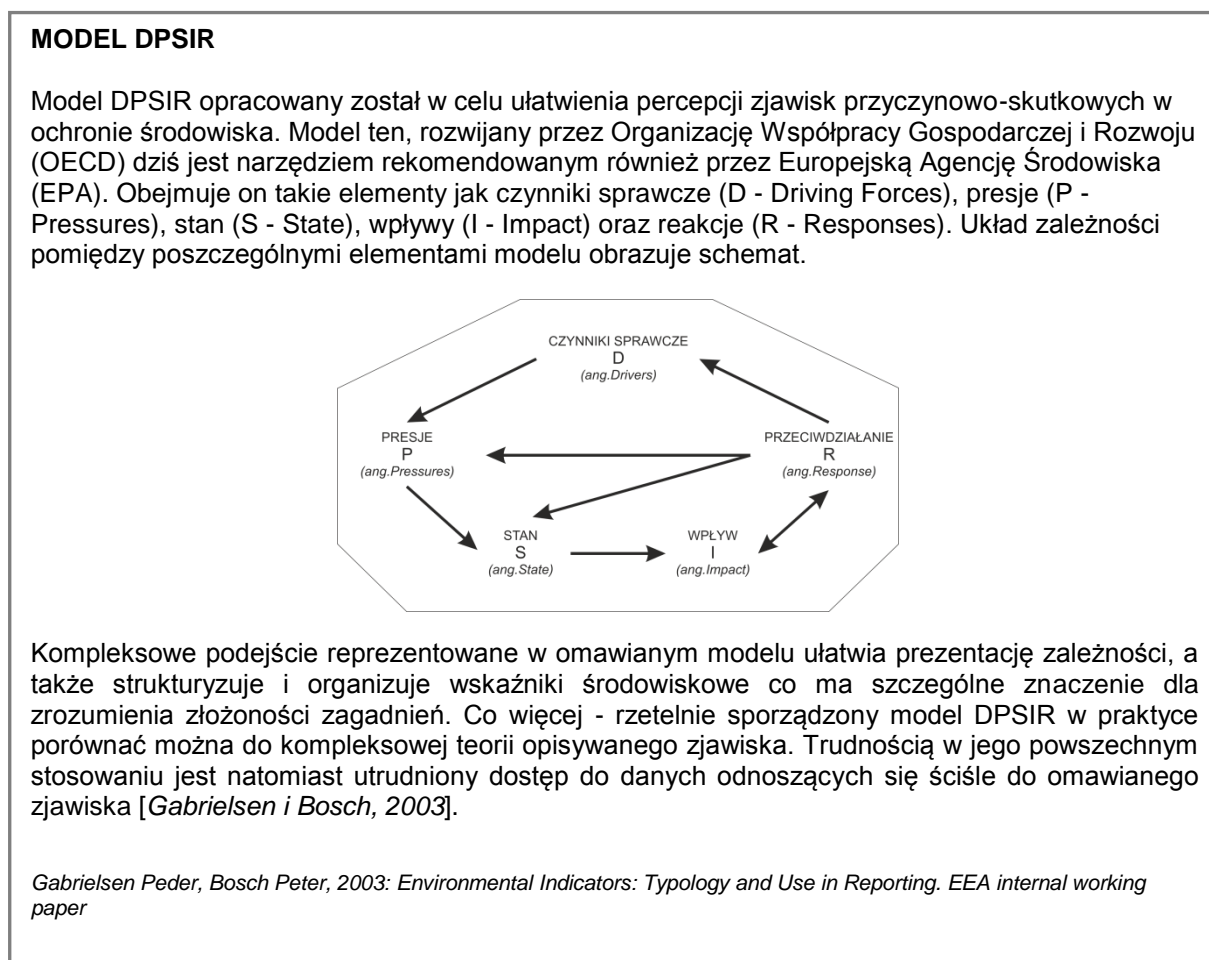 MODEL DPSIR
Model DPSIR opracowany został w celu ułatwienia percepcji zjawisk przyczynowo-skutkowych w
ochronie środowiska. Model ten, rozwijany przez Organizację Współpracy Gospodarczej i Rozwoju
(OECD) dziś jest narzędziem rekomendowanym również przez Europejską Agencję Środowiska
(EPA). Obejmuje on takie elementy jak czynniki sprawcze (D - Driving Forces), presje (P -
Pressures), stan (S - State), wpływy (I - Impact) oraz reakcje (R - Responses). Układ zależności
pomiędzy poszczególnymi elementami modelu obrazuje schemat.
CZYNNIKI SPRAWCZE
D
(ang.Drivers)
PRESJE
P
(ang.Pressures)
PRZECIWDZIAŁANIE
R
(ang.Response)
STAN
S
(ang.State)
WPŁYW
I
(ang.Impact)
Kompleksowe podejście reprezentowane w omawianym modelu ułatwia prezentację zależności, a
także strukturyzuje i organizuje wskaźniki środowiskowe co ma szczególne znaczenie dla
zrozumienia złożoności zagadnień. Co więcej - rzetelnie sporządzony model DPSIR w praktyce
porównać można do kompleksowej teorii opisywanego zjawiska. Trudnością w jego powszechnym
stosowaniu jest natomiast utrudniony dostęp do danych odnoszących się ściśle do omawianego
zjawiska [Gabrielsen i Bosch, 2003].
Gabrielsen Peder, Bosch Peter, 2003: Environmental Indicators: Typology and Use in Reporting. EEA internal working
paper